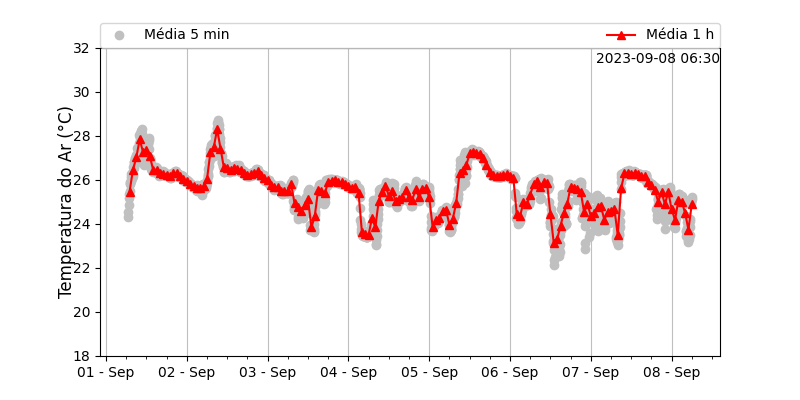 Média 5 min
Média 1 h
2023-09-08 06:30
Temperatura do Ar (°C)
32
30
28
26
24
22
20
18
01 - Sep
02 - Sep
03 - Sep
04 - Sep
05 - Sep
06 - Sep
07 - Sep
08 - Sep